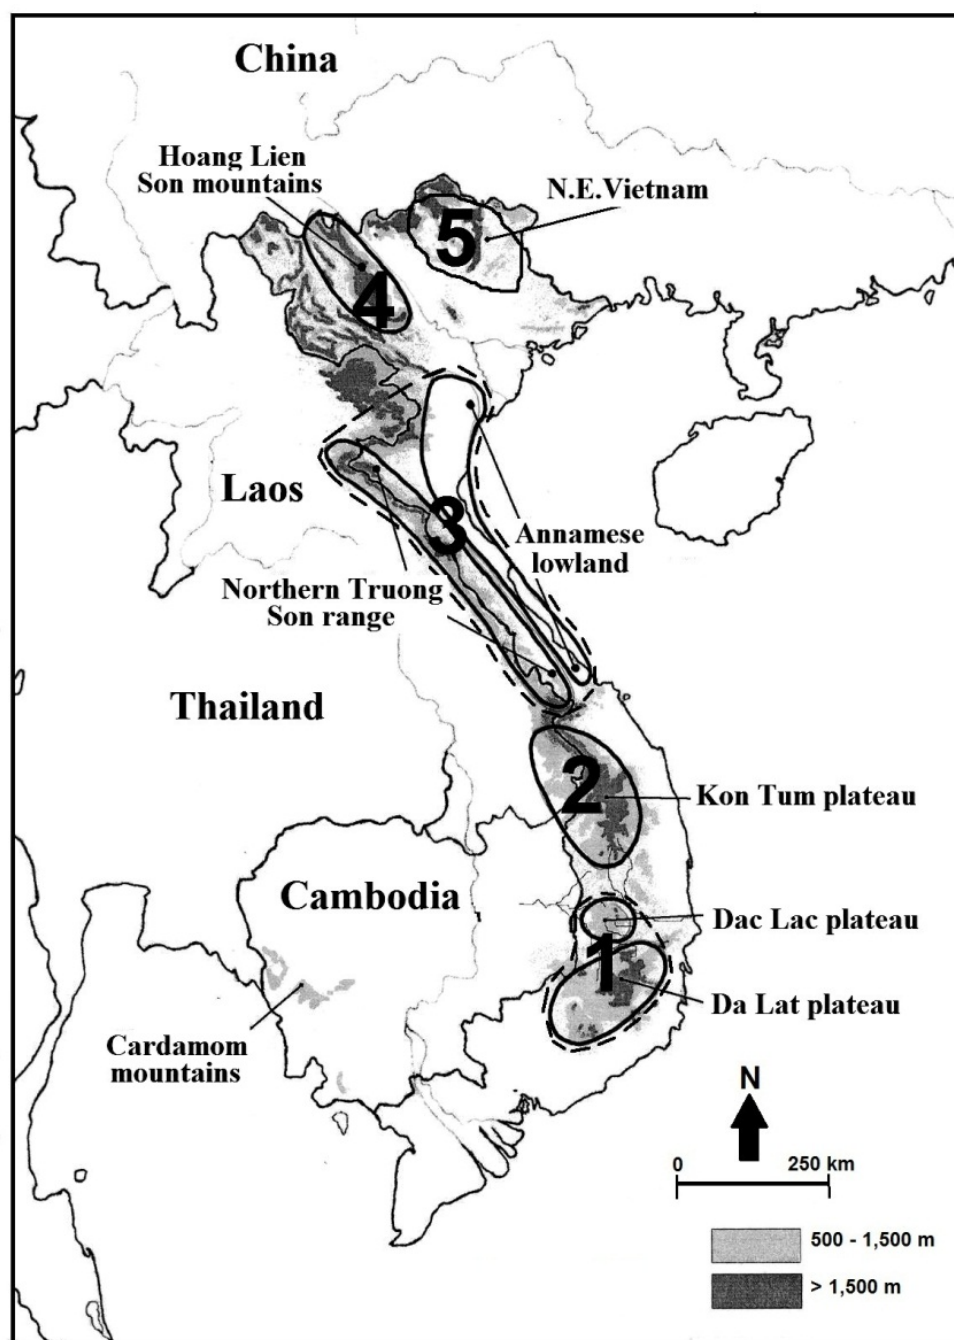 China
Hoang Lien
Son mountains
N.E.Vietnam
5
4
Laos
3
Annamese
lowland
Northern Truong
Son range
Thailand
2
Kon Tum plateau
Cambodia
Dac Lac plateau
1
Da Lat plateau
Cardamom
mountains
N
0 250 km
500 - 1,500 m
> 1,500 m